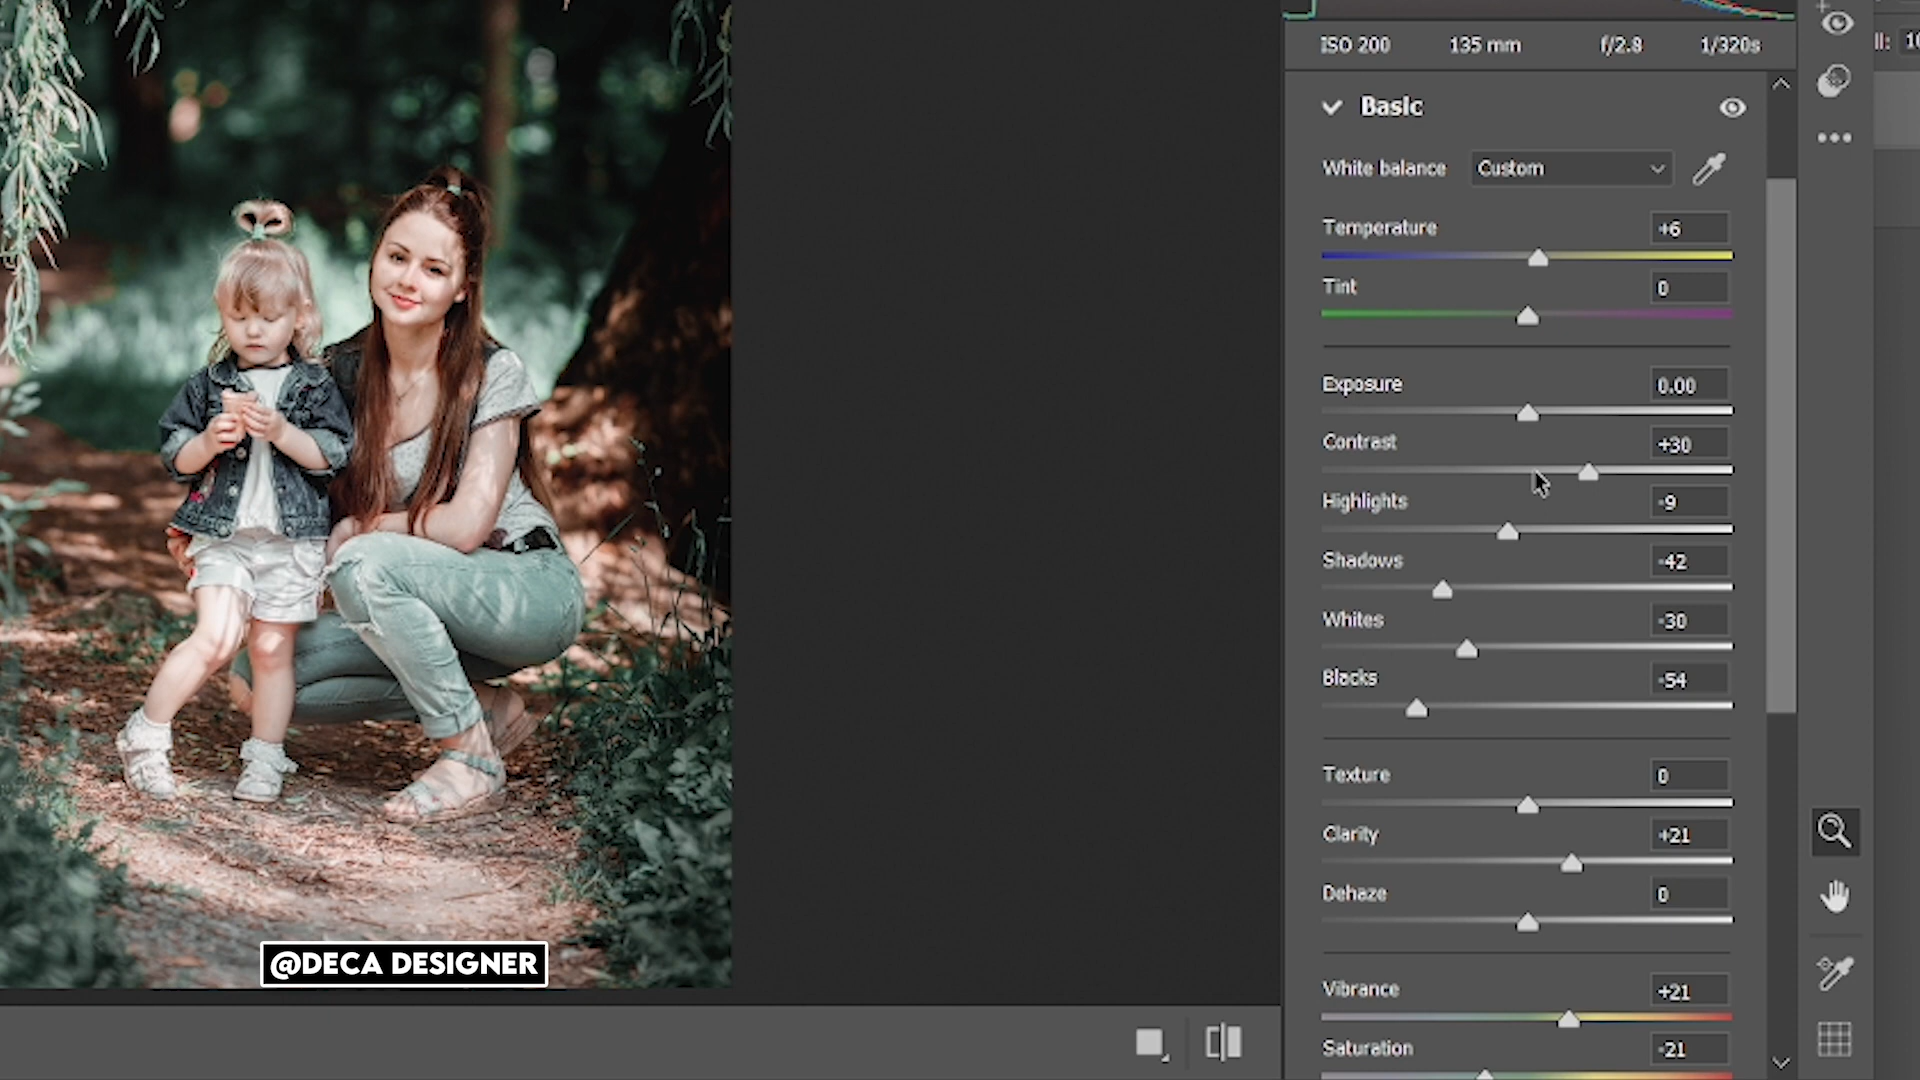 ISO 200 135 mm f/2.8 1/320s
Basic
White balance Custom
Temperature +6
Tint 0
Exposure 0.00
Contrast +30
Highlights -9
Shadows -42
Whites -30
Blacks -54
Texture 0
Clarity +21
Dehaze 0
Vibrance +21
Saturation -21
@DECA DESIGNER